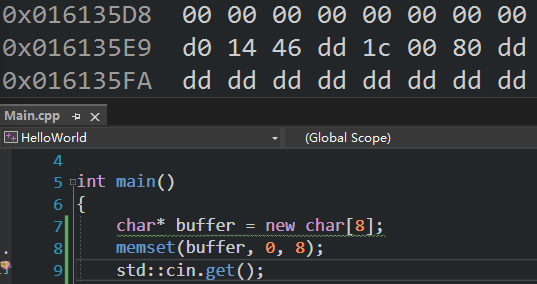 0x016135D8 00 00 00 00 00 00 00 00
0x016135E9 d0 14 46 dd 1c 00 80 dd
0x016135FA dd dd dd dd dd dd dd dd
Main.cpp
HelloWorld (Global Scope)
4
5 int main()
6 {
7 char* buffer = new char[8];
8 memset(buffer, 0, 8);
9 std::cin.get();